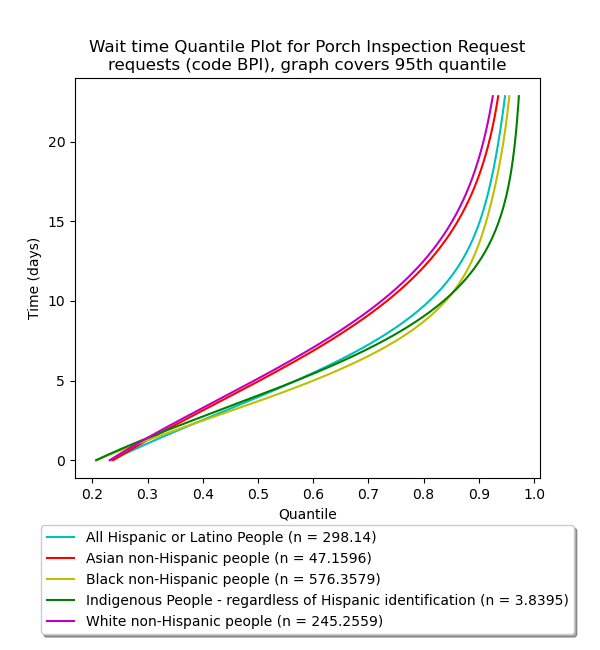 Wait time Quantile Plot for Porch Inspection Request
requests (code BPI), graph covers 95th quantile
Time (days)
20
15
10
5
0
0.2 0.3 0.4 0.5 0.6 0.7 0.8 0.9 1.0
Quantile
All Hispanic or Latino People (n = 298.14)
Asian non-Hispanic people (n = 47.1596)
Black non-Hispanic people (n = 576.3579)
Indigenous People - regardless of Hispanic identification (n = 3.8395)
White non-Hispanic people (n = 245.2559)